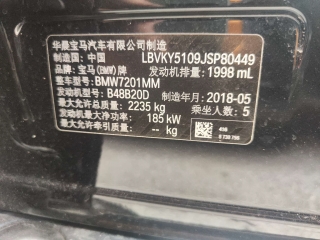 华晨宝马汽车有限公司制造
制造国：中国 LBVKY5109JSP80449
品牌：宝马(BMW)牌 发动机排量：1998 mL
整车型号：BMW7201MM
发动机型号：B48B20D 制造年月：2018-05
最大允许总质量：2235 kg 乘坐人数：5
发动机最大净功率：185 kW
最大允许牵引质量：-- kg